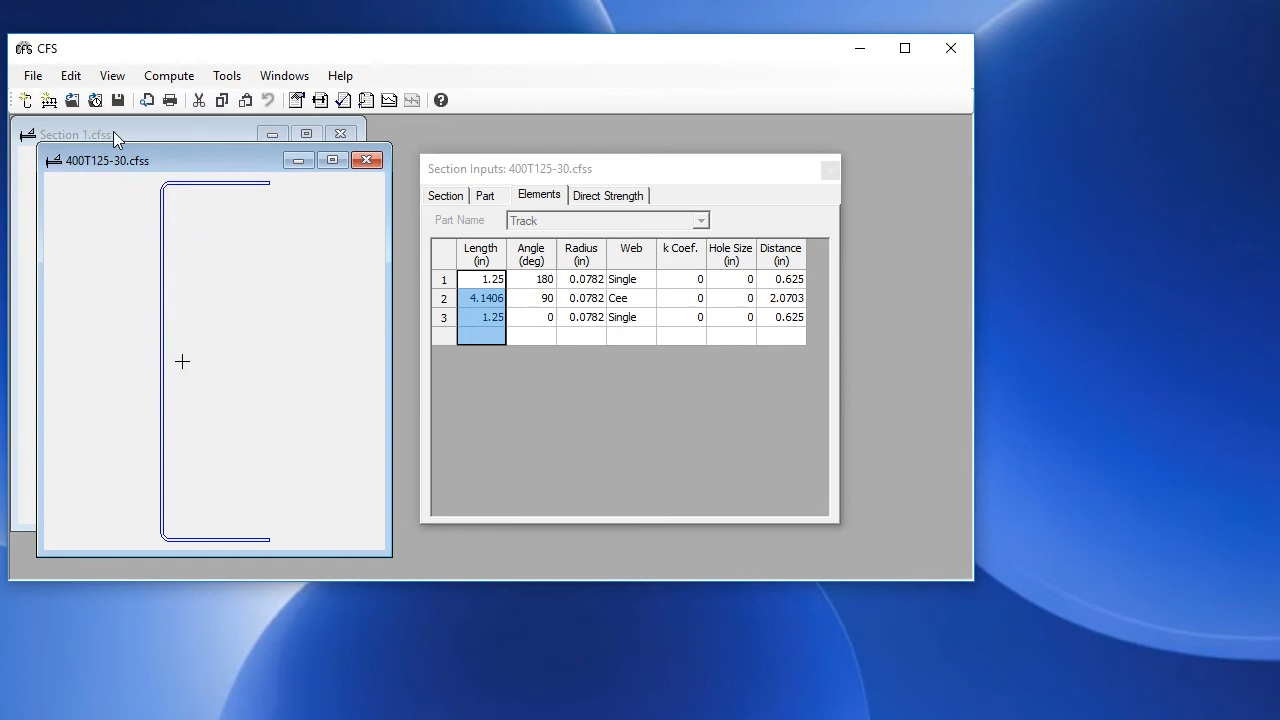 CFS CFS
File Edit View Compute Tools Windows Help
Section 1.cfss
400T125-30.cfss
Section Inputs: 400T125-30.cfss
Section Part Elements Direct Strength
Part Name Track
Length (in) Angle (deg) Radius (in) Web k Coef. Hole Size (in) Distance (in)
1 1.25 180 0.0782 Single 0 0 0.625
2 4.1406 90 0.0782 Cee 0 0 2.0703
3 1.25 0 0.0782 Single 0 0 0.625